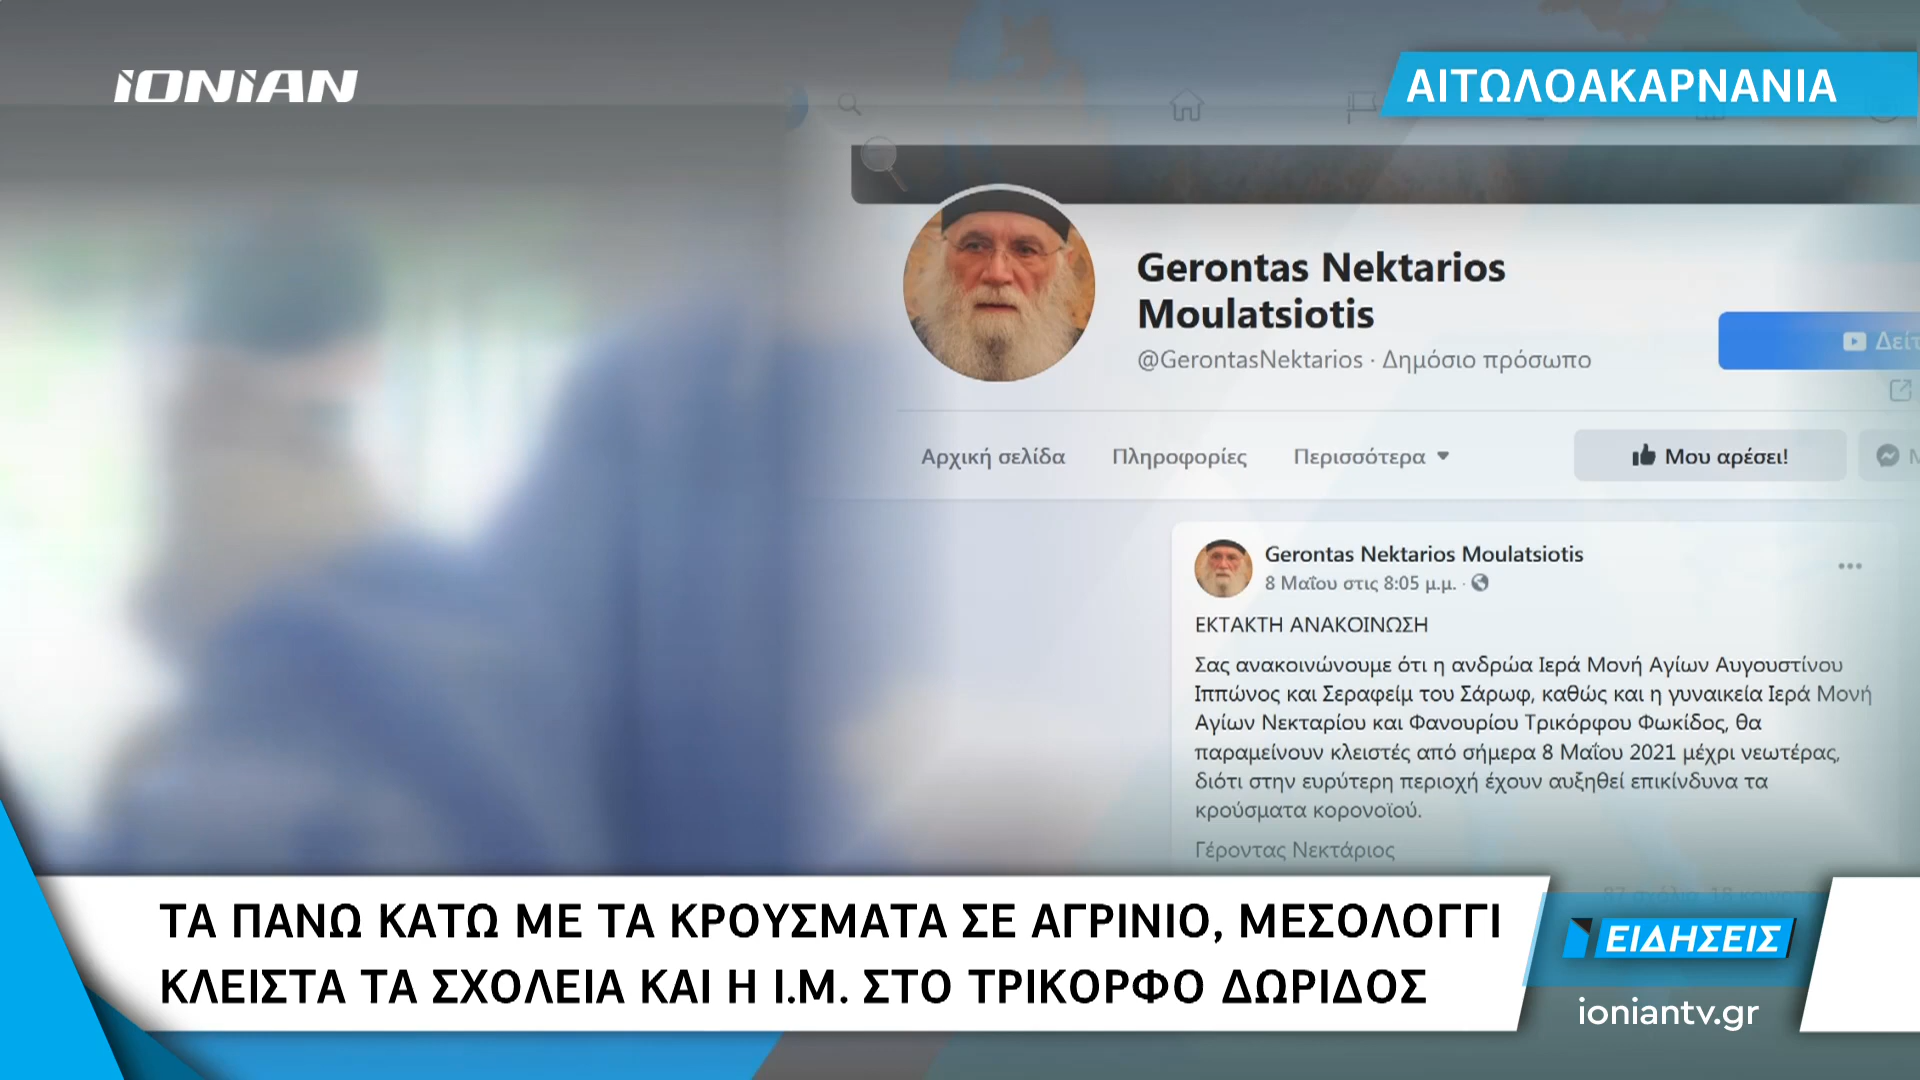 iONiAN
ΑΙΤΩΛΟΑΚΑΡΝΑΝΙΑ
Gerontas Nektarios
Moulatsiotis
@GerontasNektarios · Δημόσιο πρόσωπο
Αρχική σελίδα
Πληροφορίες
Περισσότερα
Μου αρέσει!
Gerontas Nektarios Moulatsiotis
8 Μαΐου στις 8:05 μ.μ. ·
ΕΚΤΑΚΤΗ ΑΝΑΚΟΙΝΩΣΗ
Σας ανακοινώνουμε ότι η ανδρώα Ιερά Μονή Αγίων Αυγουστίνου
Ιππώνος και Σεραφείμ του Σάρωφ, καθώς και η γυναικεία Ιερά Μονή
Αγίων Νεκταρίου και Φανουρίου Τρικόρφου Φωκίδος, θα
παραμείνουν κλειστές από σήμερα 8 Μαΐου 2021 μέχρι νεωτέρας,
διότι στην ευρύτερη περιοχή έχουν αυξηθεί επικίνδυνα τα
κρούσματα κορονοϊού.
Γέροντας Νεκτάριος
ΤΑ ΠΑΝΩ ΚΑΤΩ ΜΕ ΤΑ ΚΡΟΥΣΜΑΤΑ ΣΕ ΑΓΡΙΝΙΟ, ΜΕΣΟΛΟΓΓΙ
ΚΛΕΙΣΤΑ ΤΑ ΣΧΟΛΕΙΑ ΚΑΙ Η Ι.Μ. ΣΤΟ ΤΡΙΚΟΡΦΟ ΔΩΡΙΔΟΣ
ΕΙΔΗΣΕΙΣ
ioniantv.gr